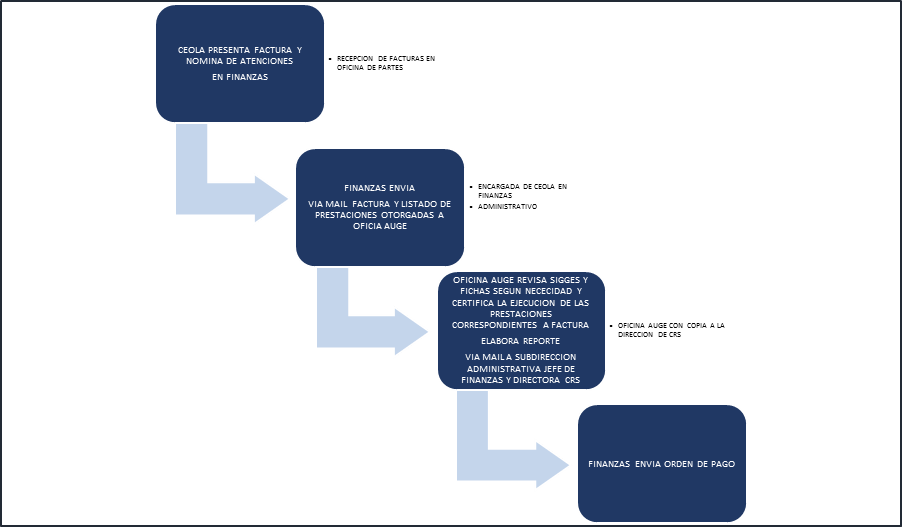 CEOLA PRESENTA FACTURA Y
NOMINA DE ATENCIONES
EN FINANZAS
• RECEPCION DE FACTURAS EN
OFICINA DE PARTES
FINANZAS ENVIA
VIA MAIL FACTURA Y LISTADO DE
PRESTACIONES OTORGADAS A
OFICIA AUGE
• ENCARGADA DE CEOLA EN
FINANZAS
• ADMINISTRATIVO
OFICINA AUGE REVISA SIGGES Y
FICHAS SEGUN NECECIDAD Y
CERTIFICA LA EJECUCION DE LAS
PRESTACIONES
CORRESPONDIENTES A FACTURA
ELABORA REPORTE
VIA MAIL A SUBDIRECCION
ADMINISTRATIVA JEFE DE
FINANZAS Y DIRECTORA CRS
• OFICINA AUGE CON COPIA A LA
DIRECCION DE CRS
FINANZAS ENVIA ORDEN DE PAGO